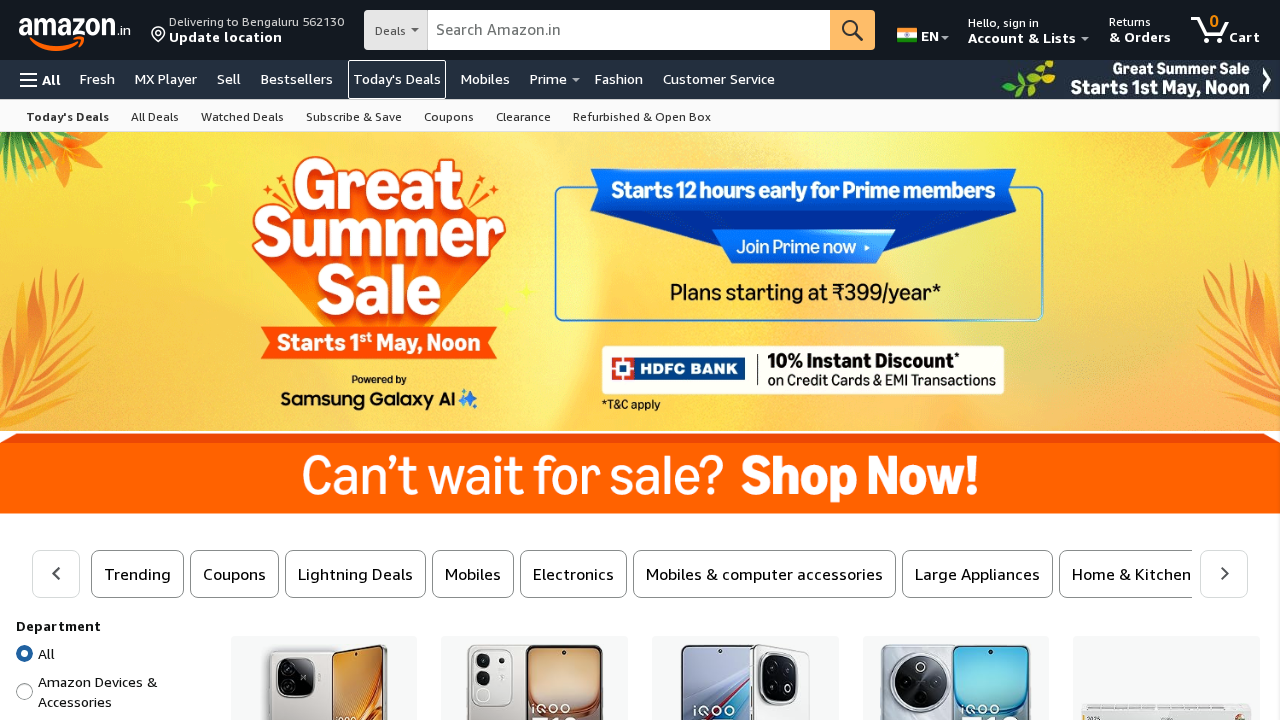 amazon.in
Delivering to Bengaluru 562130
Update location
Deals
Search Amazon.in
EN
Hello, sign in
Account & Lists
Returns
& Orders
0
Cart
All
Fresh
MX Player
Sell
Bestsellers
Today's Deals
Mobiles
Prime
Fashion
Customer Service
Great Summer Sale
Starts 1st May, Noon
Today's Deals
All Deals
Watched Deals
Subscribe & Save
Coupons
Clearance
Refurbished & Open Box
Great
Summer
Sale
Starts 1st May, Noon
Powered by
Samsung Galaxy AI
Starts 12 hours early for Prime members
Join Prime now
Plans starting at ₹399/year*
HDFC BANK
10% Instant Discount*
on Credit Cards & EMI Transactions
*T&C apply
Can't wait for sale? Shop Now!
Trending
Coupons
Lightning Deals
Mobiles
Electronics
Mobiles & computer accessories
Large Appliances
Home & Kitchen
Department
All
Amazon Devices &
Accessories
iQOO
iQOO
iQOO
iQOO